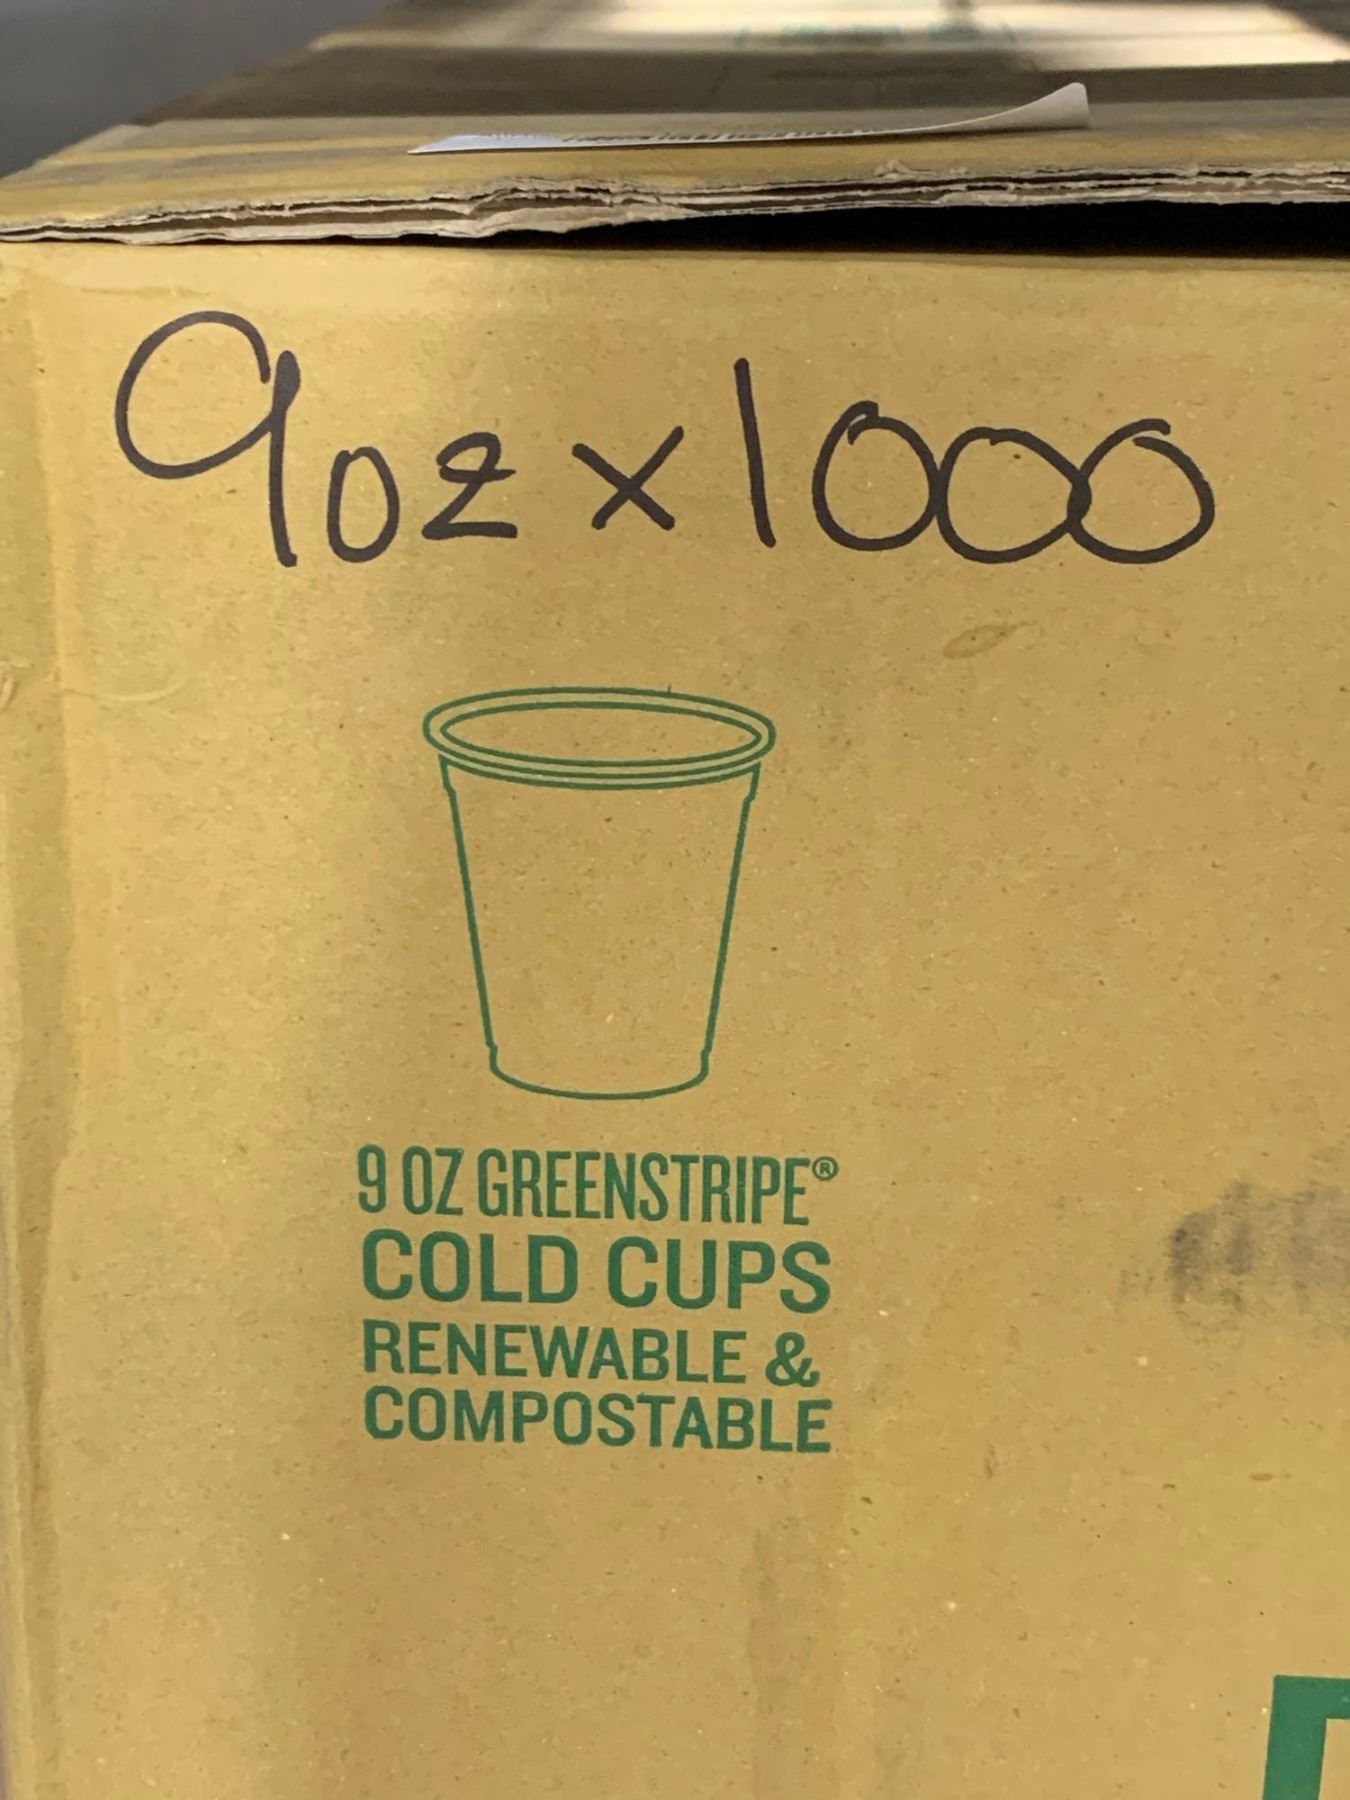 9oz x 1000
9 OZ GREENSTRIPE®
COLD CUPS
RENEWABLE &
COMPOSTABLE